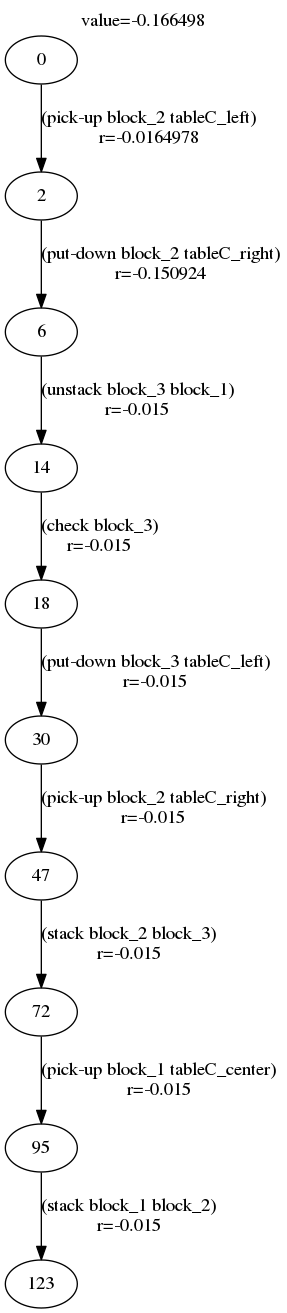 value=-0.166498
0
(pick-up block_2 tableC_left)
r=-0.0164978
2
(put-down block_2 tableC_right)
r=-0.150924
6
(unstack block_3 block_1)
r=-0.015
14
(check block_3)
r=-0.015
18
(put-down block_3 tableC_left)
r=-0.015
30
(pick-up block_2 tableC_right)
r=-0.015
47
(stack block_2 block_3)
r=-0.015
72
(pick-up block_1 tableC_center)
r=-0.015
95
(stack block_1 block_2)
r=-0.015
123